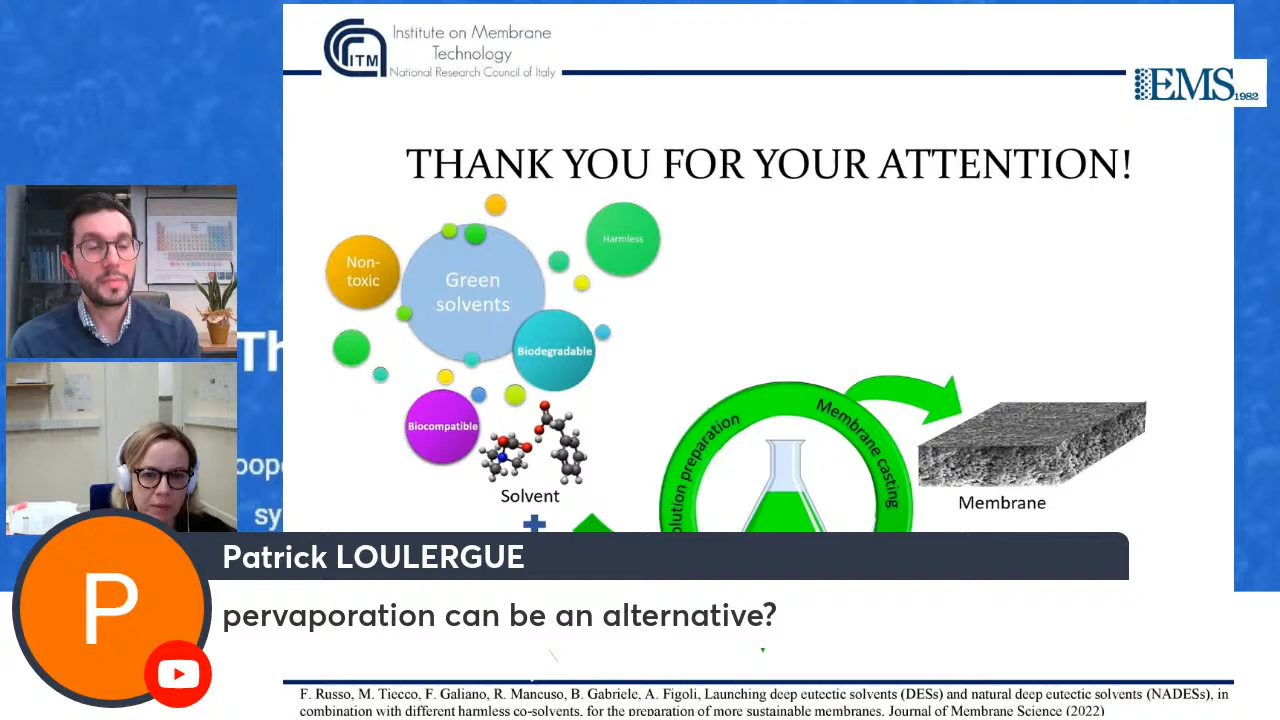 Institute on Membrane
Technology
National Research Council of Italy
ITM
EMS
1982
THANK YOU FOR YOUR ATTENTION!
Harmless
Non-
toxic
Green
solvents
Biodegradable
Biocompatible
Solvent
Membrane casting
Membrane
Th
Patrick LOULERGUE
P
pervaporation can be an alternative?
F. Russo, M. Tiecco, F. Galiano, R. Mancuso, B. Gabriele, A. Figoli, Launching deep eutectic solvents (DESs) and natural deep eutectic solvents (NADESs), in
combination with different harmless co-solvents, for the preparation of more sustainable membranes, Journal of Membrane Science (2022)